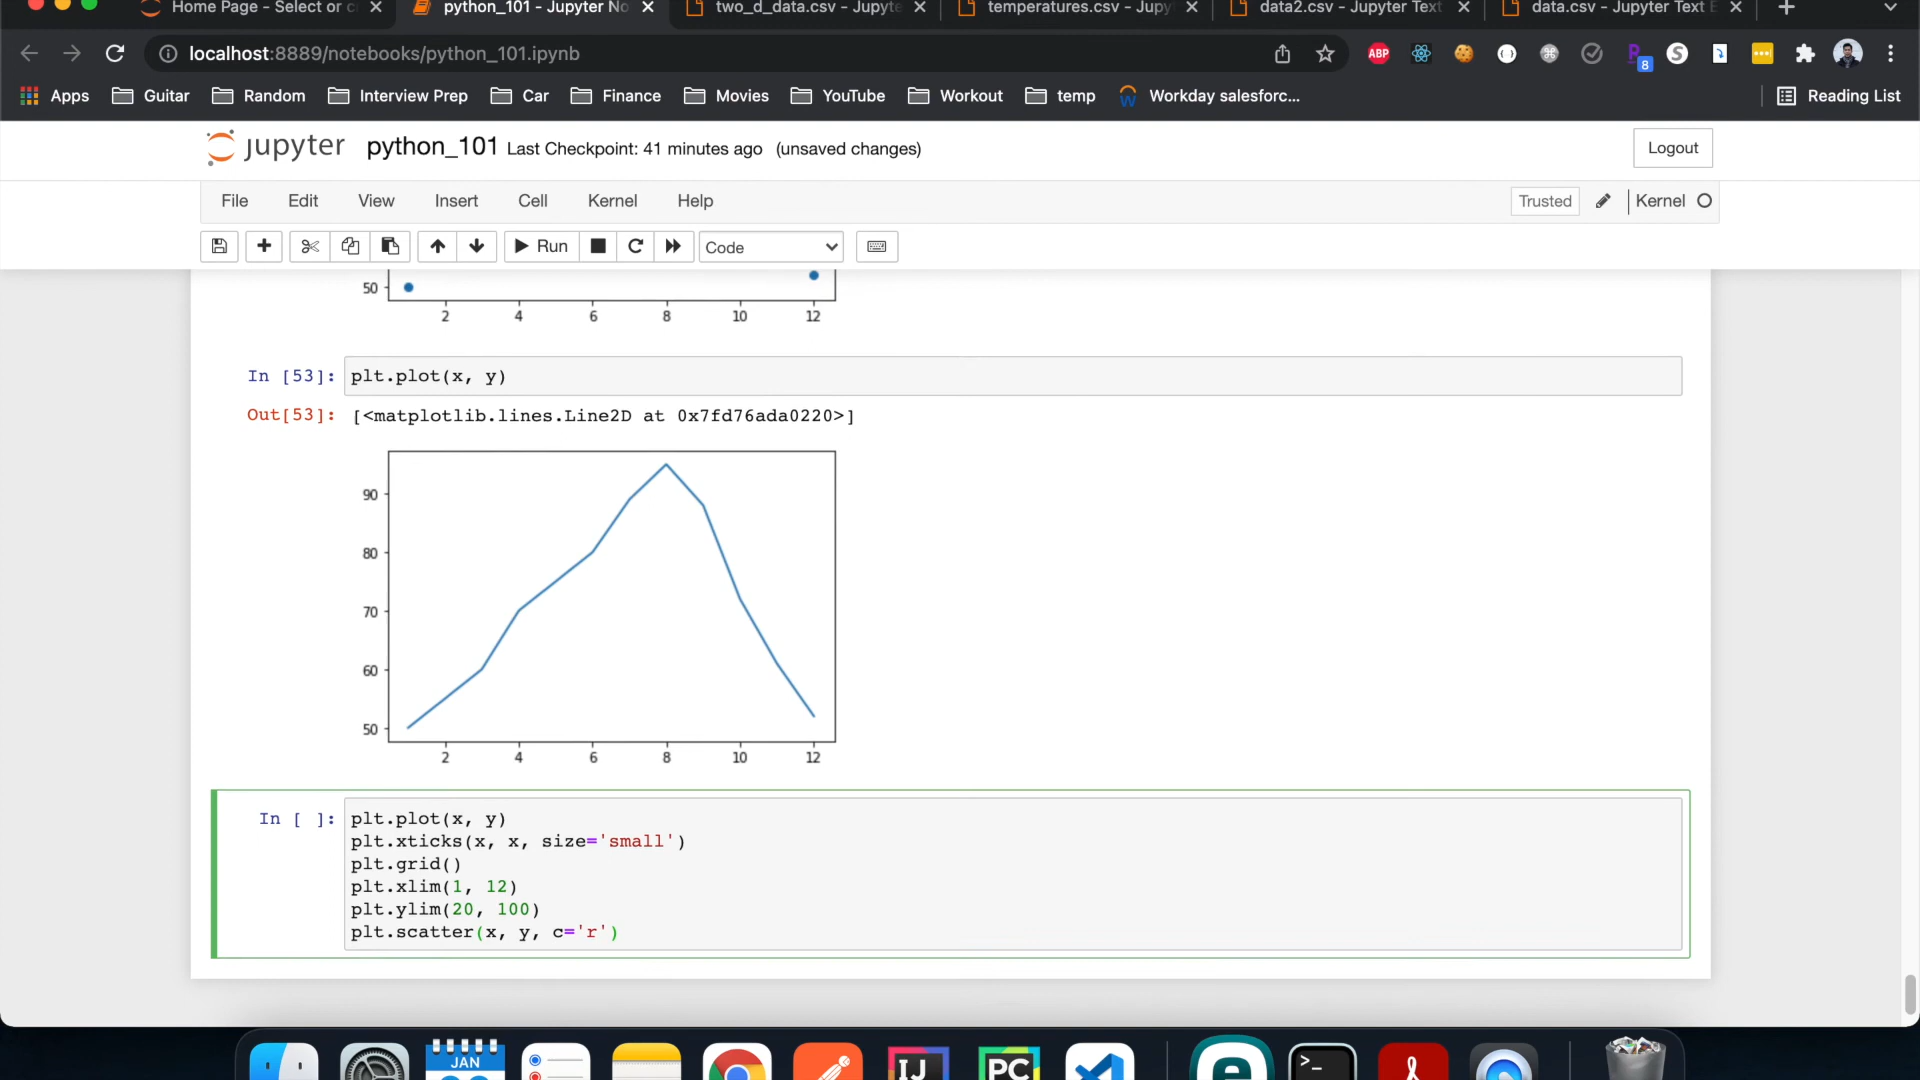 Home Page - Select or c
python_101 - Jupyter No
two_d_data.csv - Jupyte
temperatures.csv - Jupy
data2.csv - Jupyter Text
data.csv - Jupyter Text E
localhost:8889/notebooks/python_101.ipynb
ABP
8
S
Apps
Guitar
Random
Interview Prep
Car
Finance
Movies
YouTube
Workout
temp
Workday salesforc...
Reading List
jupyter
python_101 Last Checkpoint: 41 minutes ago (unsaved changes)
Logout
File
Edit
View
Insert
Cell
Kernel
Help
Trusted
Kernel
Run
Code
50
2 4 6 8 10 12
In [53]: plt.plot(x, y)
Out[53]: [<matplotlib.lines.Line2D at 0x7fd76ada0220>]
90
80
70
60
50
2 4 6 8 10 12
In [ ]: plt.plot(x, y)
plt.xticks(x, x, size='small')
plt.grid()
plt.xlim(1, 12)
plt.ylim(20, 100)
plt.scatter(x, y, c='r')
JAN
IJ
PC
e
>_